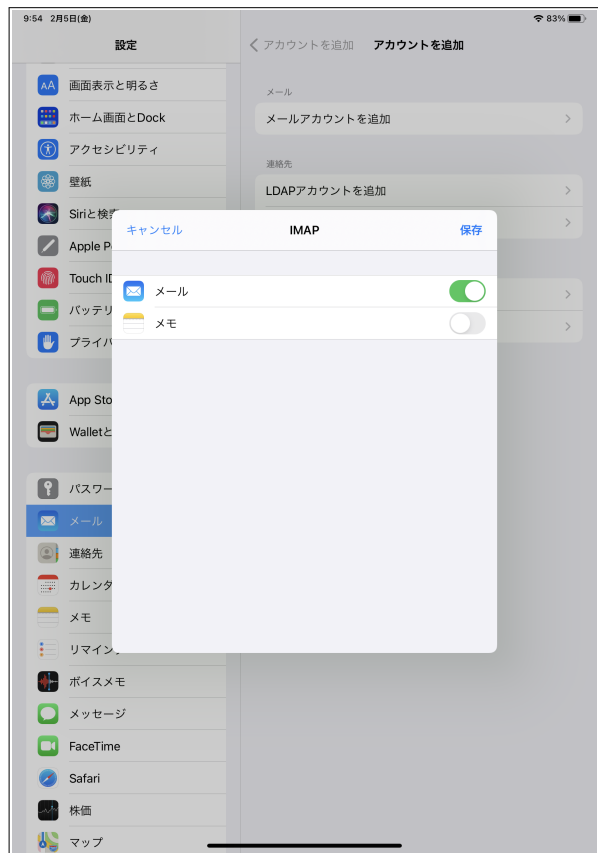 9:54 2月5日(金)
83%
設定
アカウントを追加
アカウントを追加
画面表示と明るさ
ホーム画面とDock
アクセシビリティ
壁紙
Siriと検
Apple P
Touch ID
バッテリ
プライバ
App Sto
Walletと
パスワー
メール
連絡先
カレンダ
メモ
リマイン
ボイスメモ
メッセージ
FaceTime
Safari
株価
マップ
メール
メールアカウントを追加
連絡先
LDAPアカウントを追加
キャンセル
IMAP
保存
メール
メモ